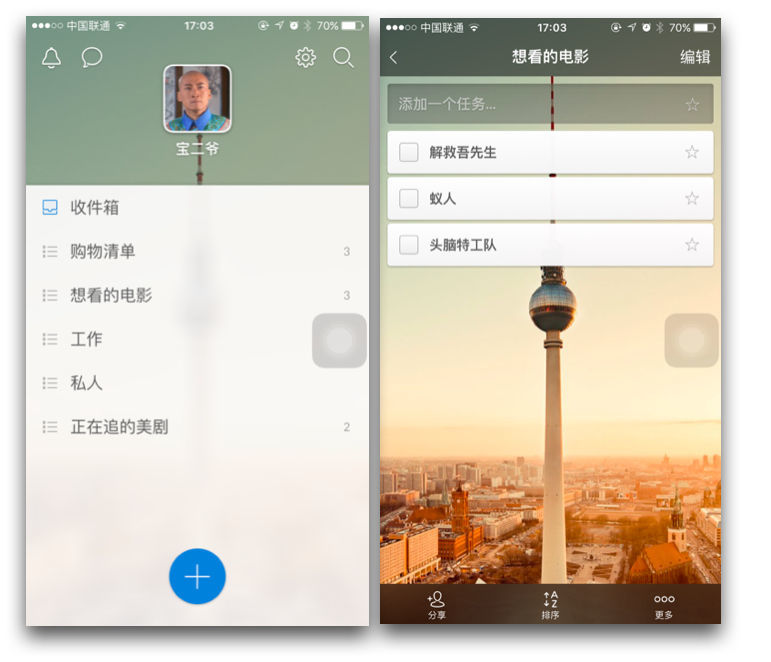 中国联通 17:03 70%
宝二爷
收件箱
购物清单 3
想看的电影 3
工作
私人
正在追的美剧 2
中国联通 17:03 70%
想看的电影 编辑
添加一个任务...
解救吾先生
蚁人
头脑特工队
分享 排序 更多